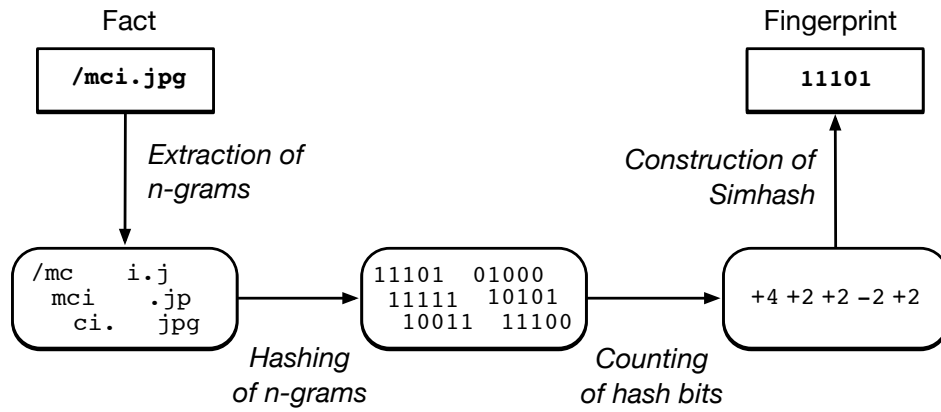 Fact
Fingerprint
/mci.jpg
11101
Extraction of
n-grams
Construction of
Simhash
/mc i.j
mci .jp
ci. jpg
11101 01000
11111 10101
10011 11100
+4 +2 +2 −2 +2
Hashing
of n-grams
Counting
of hash bits